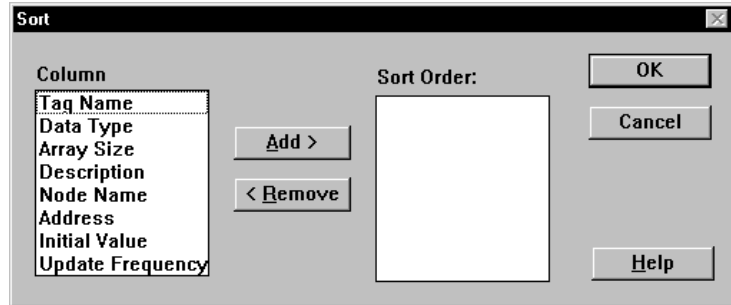 Sort
Column
Tag Name
Data Type
Array Size
Description
Node Name
Address
Initial Value
Update Frequency
Add >
< Remove
Sort Order:
OK
Cancel
Help